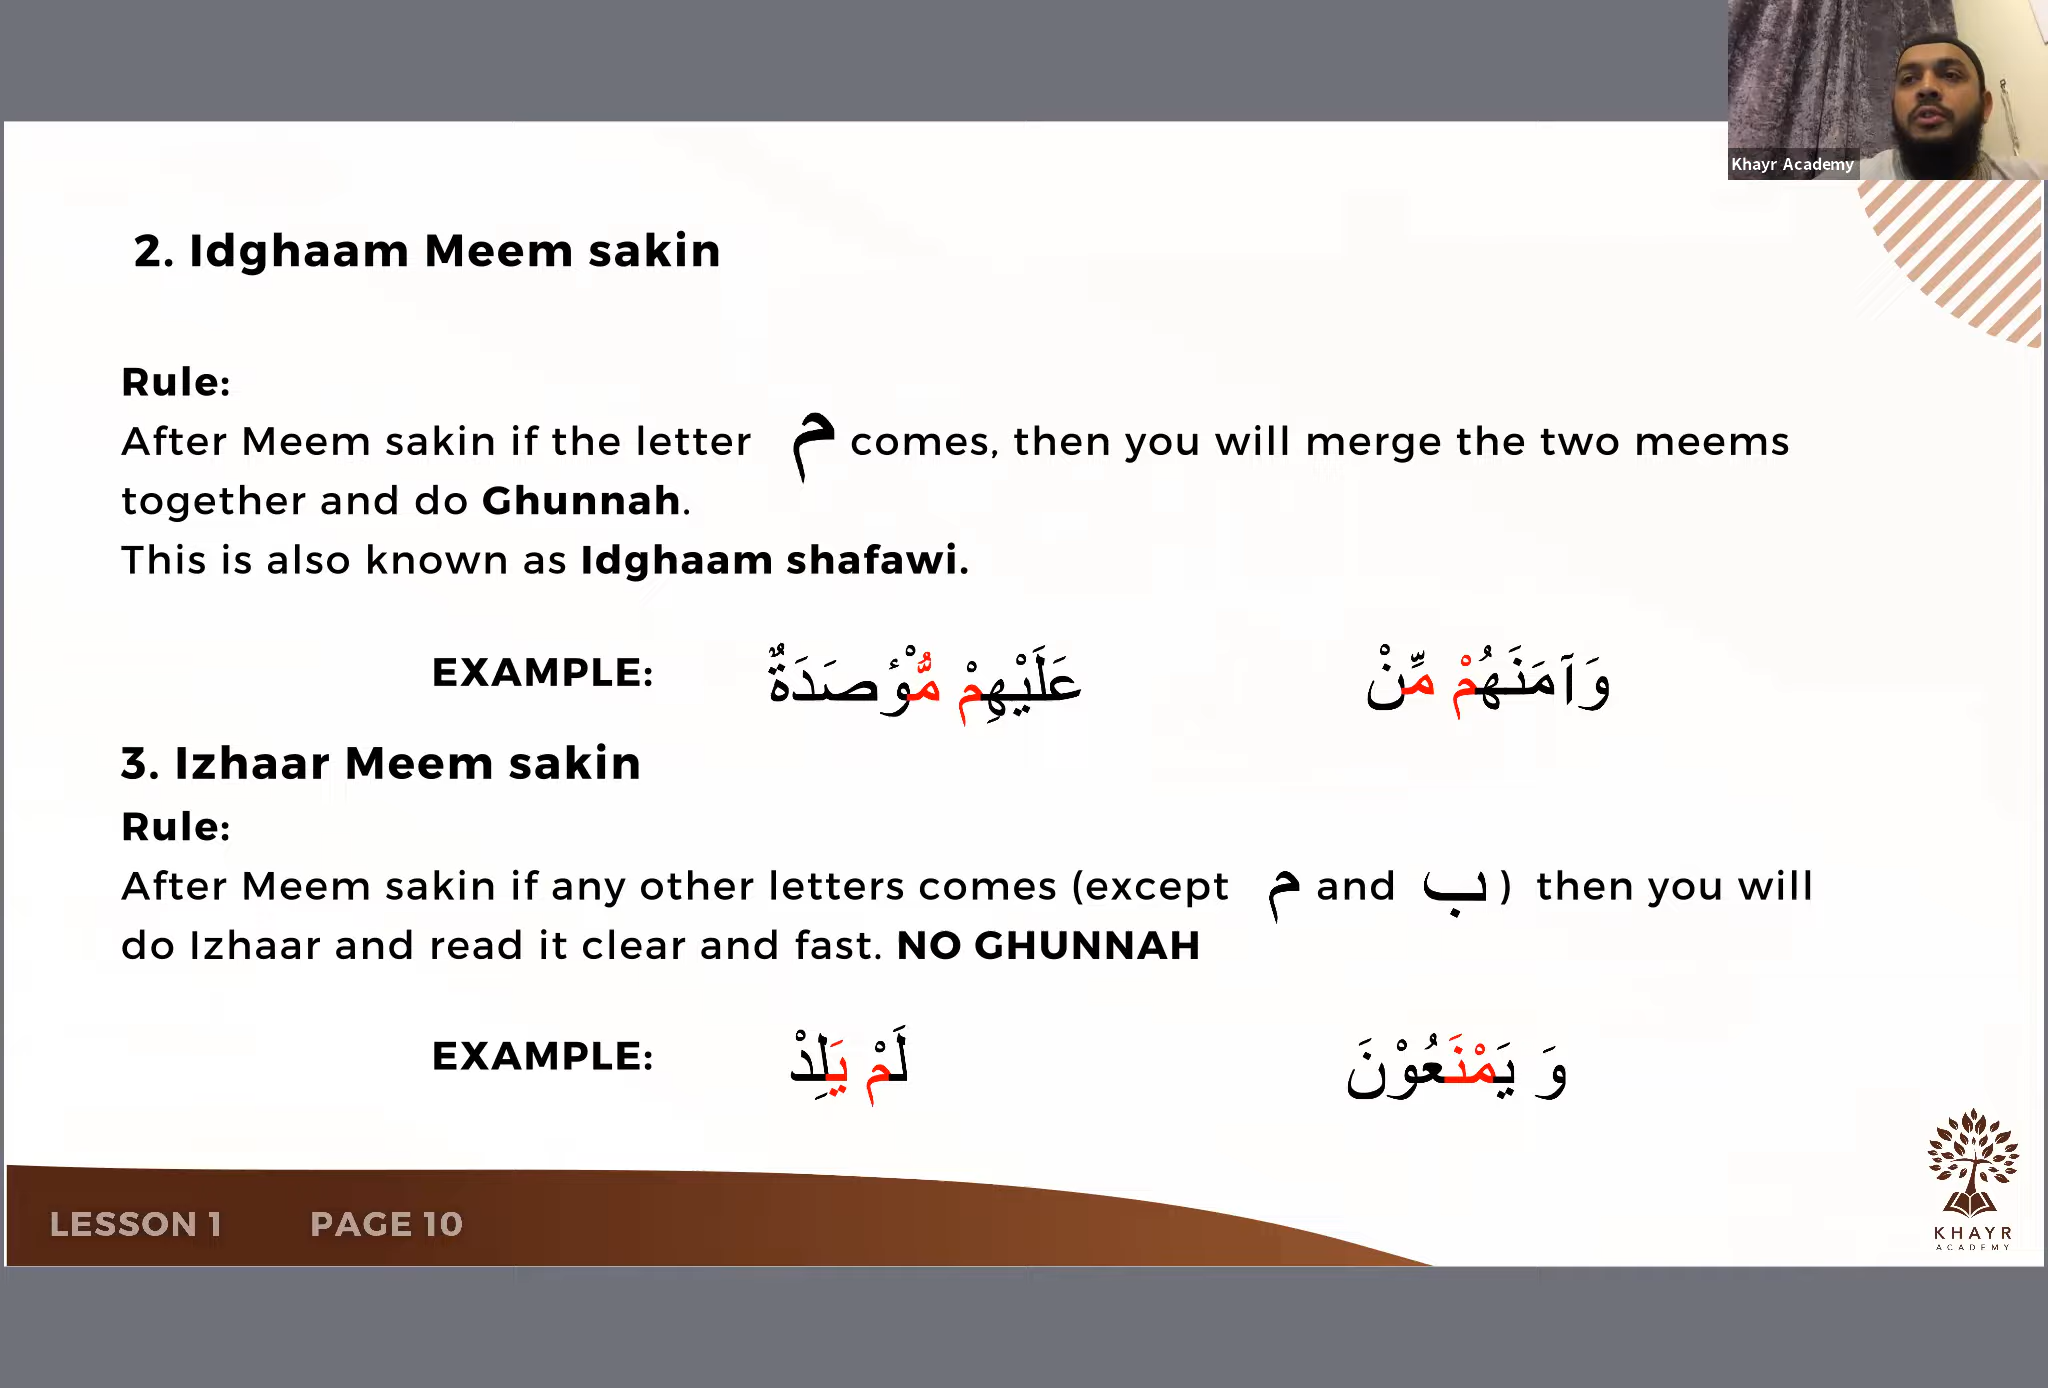 Khayr Academy
2. Idghaam Meem sakin
Rule:
After Meem sakin if the letter م comes, then you will merge the two meems
together and do Ghunnah.
This is also known as Idghaam shafawi.
EXAMPLE: عَلَيْهِمْ مُّوْٴصَدَةٌ وَآمَنَهُمْ مِّنْ
3. Izhaar Meem sakin
Rule:
After Meem sakin if any other letters comes (except م and ب ) then you will
do Izhaar and read it clear and fast. NO GHUNNAH
EXAMPLE: لَمْ يَلِدْ وَ يَمْنَعُوْنَ
LESSON 1 PAGE 10
KHAYR
ACADEMY